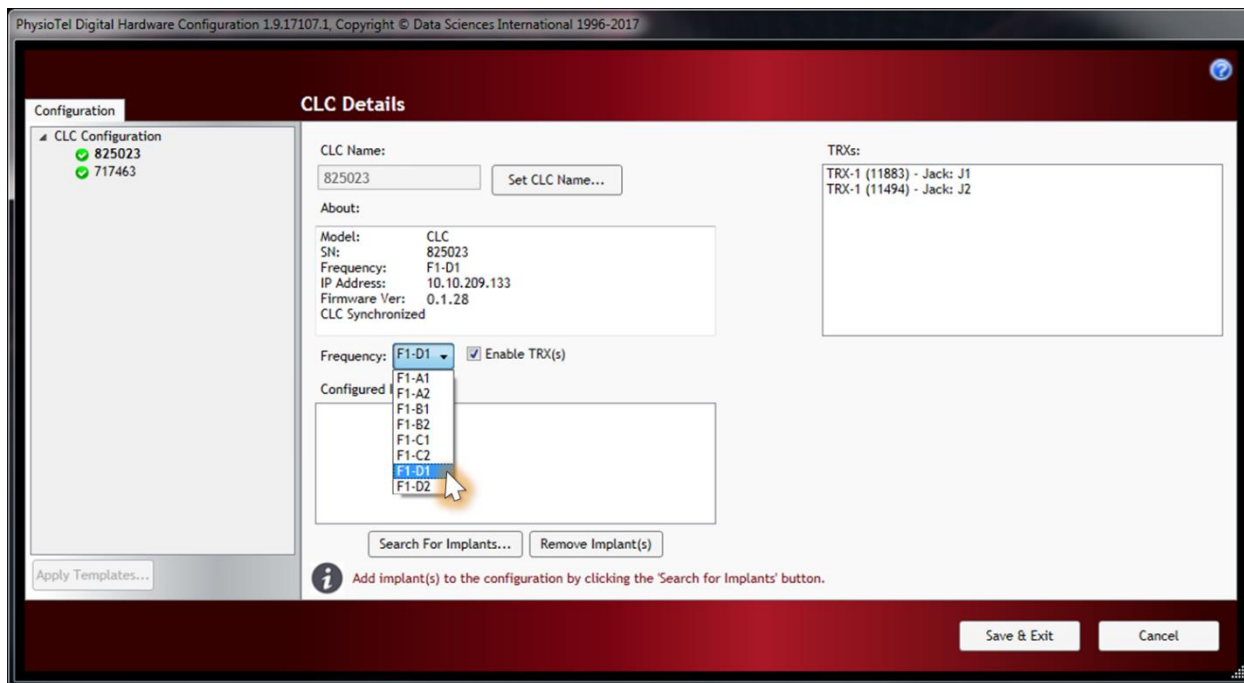 PhysioTel Digital Hardware Configuration 1.9.17107.1, Copyright © Data Sciences International 1996-2017
Configuration
CLC Details
CLC Configuration
825023
717463
CLC Name:
825023
Set CLC Name...
About:
Model: CLC
SN: 825023
Frequency: F1-D1
IP Address: 10.10.209.133
Firmware Ver: 0.1.28
CLC Synchronized
TRXs:
TRX-1 (11883) - Jack: J1
TRX-1 (11494) - Jack: J2
Frequency: F1-D1 Enable TRX(s)
F1-A1
Configured
F1-A2
F1-B1
F1-B2
F1-C1
F1-C2
F1-D1
F1-D2
Search For Implants... Remove Implant(s)
Apply Templates...
Add implant(s) to the configuration by clicking the 'Search for Implants' button.
Save & Exit Cancel